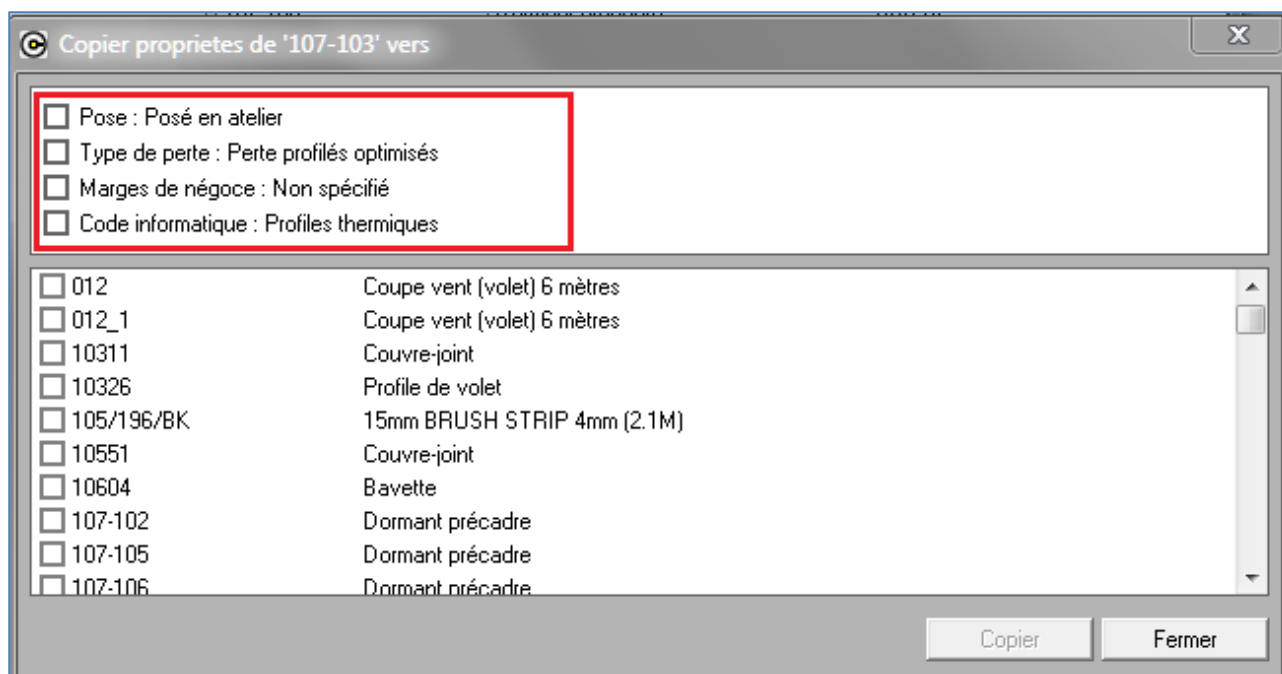 Copier proprietes de '107-103' vers
Pose : Posé en atelier
Type de perte : Perte profilés optimisés
Marges de négoce : Non spécifié
Code informatique : Profiles thermiques
012 Coupe vent (volet) 6 mètres
012_1 Coupe vent (volet) 6 mètres
10311 Couvre-joint
10326 Profile de volet
105/196/BK 15mm BRUSH STRIP 4mm (2.1M)
10551 Couvre-joint
10604 Bavette
107-102 Dormant précadre
107-105 Dormant précadre
107-106 Dormant précadre
Copier Fermer